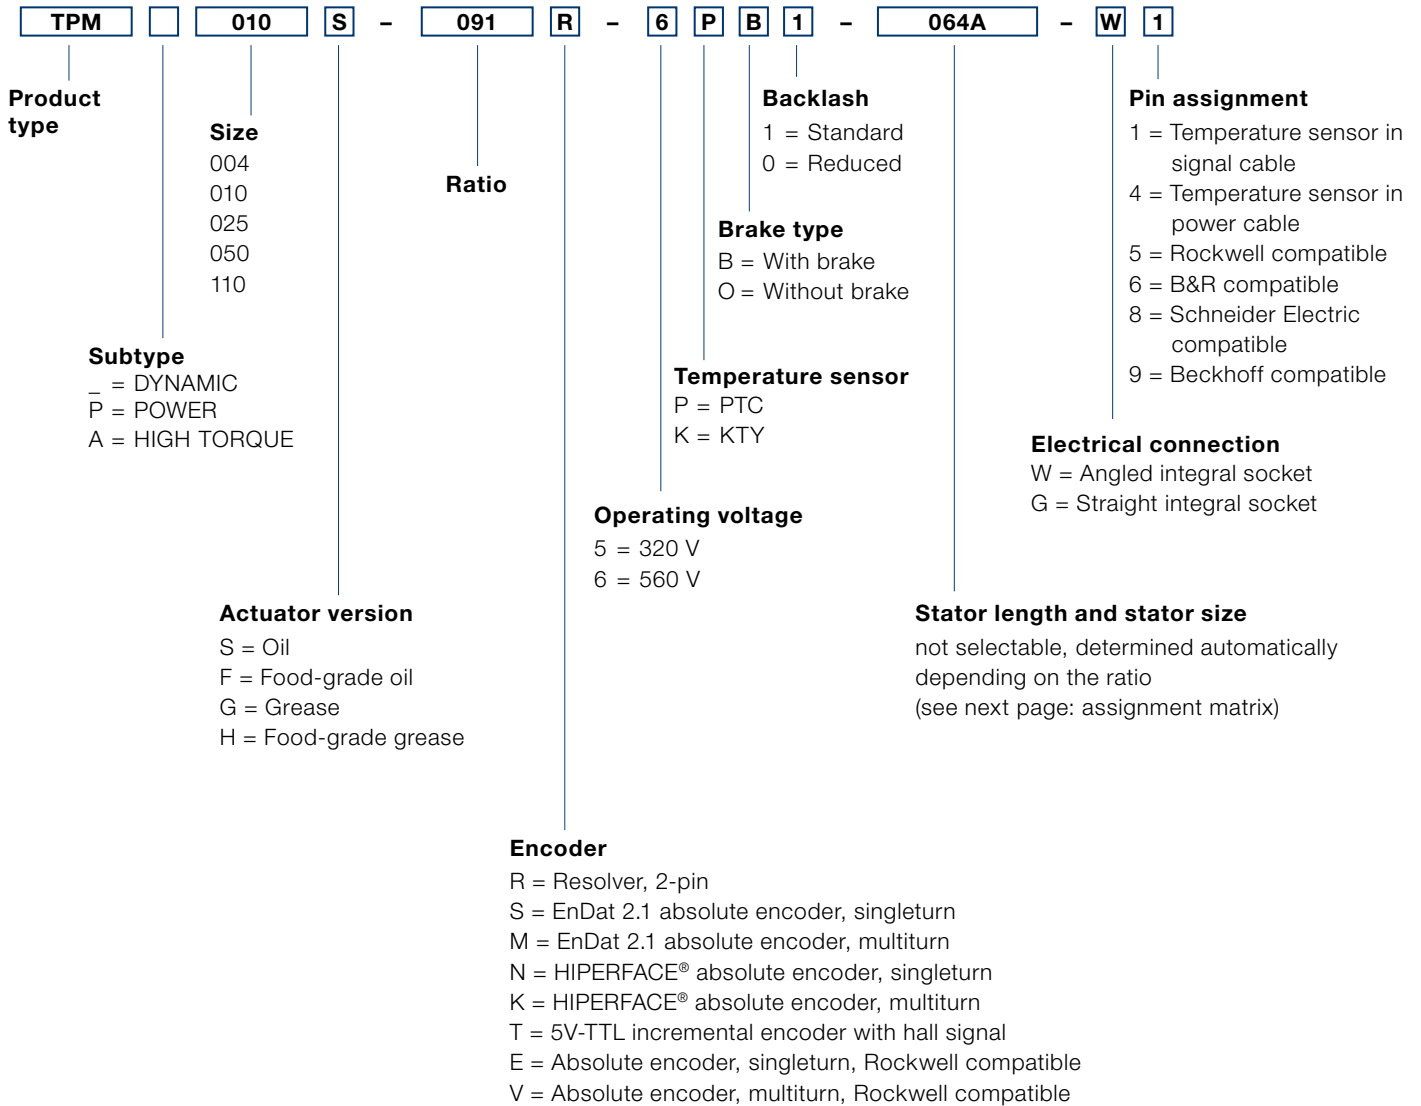 TPM 010 S – 091 R – 6 P B 1 – 064A – W 1
Product
type
Size
004
010
025
050
110
Ratio
Backlash
1 = Standard
0 = Reduced
Pin assignment
1 = Temperature sensor in
signal cable
4 = Temperature sensor in
power cable
5 = Rockwell compatible
6 = B&R compatible
8 = Schneider Electric
compatible
9 = Beckhoff compatible
Brake type
B = With brake
O = Without brake
Subtype
_ = DYNAMIC
P = POWER
A = HIGH TORQUE
Temperature sensor
P = PTC
K = KTY
Electrical connection
W = Angled integral socket
G = Straight integral socket
Operating voltage
5 = 320 V
6 = 560 V
Actuator version
S = Oil
F = Food-grade oil
G = Grease
H = Food-grade grease
Stator length and stator size
not selectable, determined automatically
depending on the ratio
(see next page: assignment matrix)
Encoder
R = Resolver, 2-pin
S = EnDat 2.1 absolute encoder, singleturn
M = EnDat 2.1 absolute encoder, multiturn
N = HIPERFACE® absolute encoder, singleturn
K = HIPERFACE® absolute encoder, multiturn
T = 5V-TTL incremental encoder with hall signal
E = Absolute encoder, singleturn, Rockwell compatible
V = Absolute encoder, multiturn, Rockwell compatible